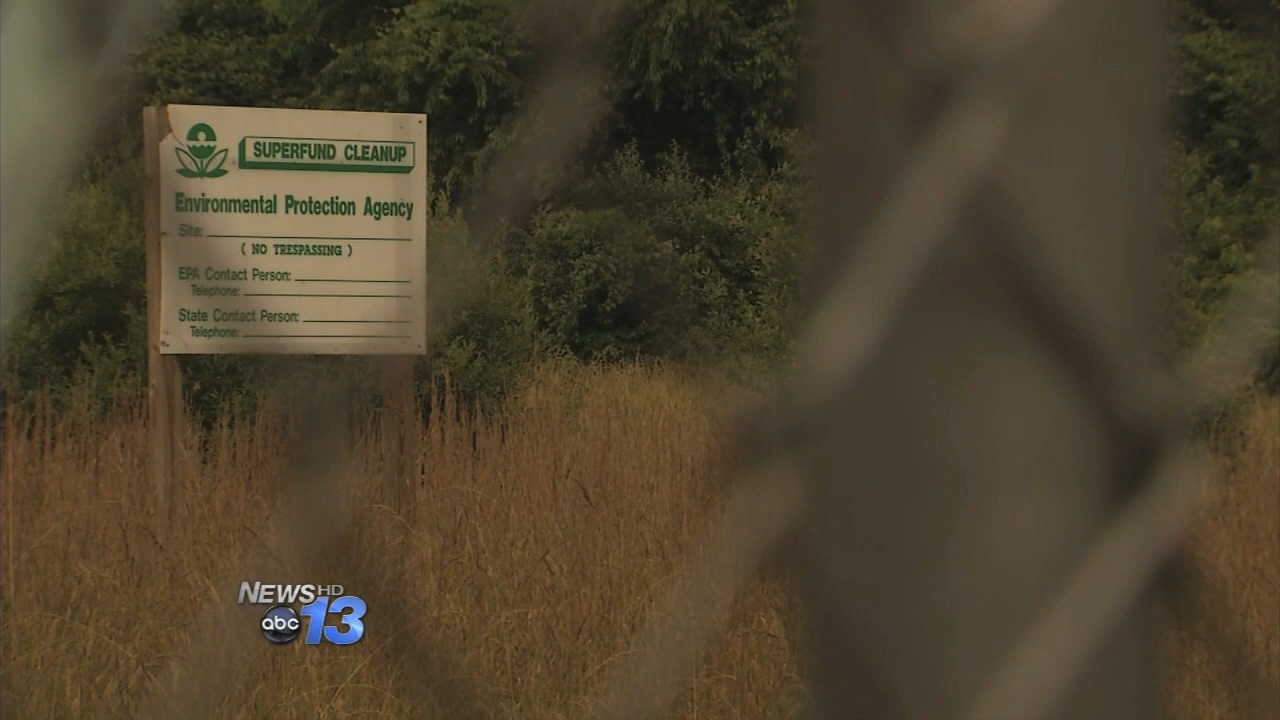 SUPERFUND CLEANUP
Environmental Protection Agency
Site:
( NO TRESPASSING )
EPA Contact Person:
Telephone:
State Contact Person:
Telephone:
NEWS HD
abc 13